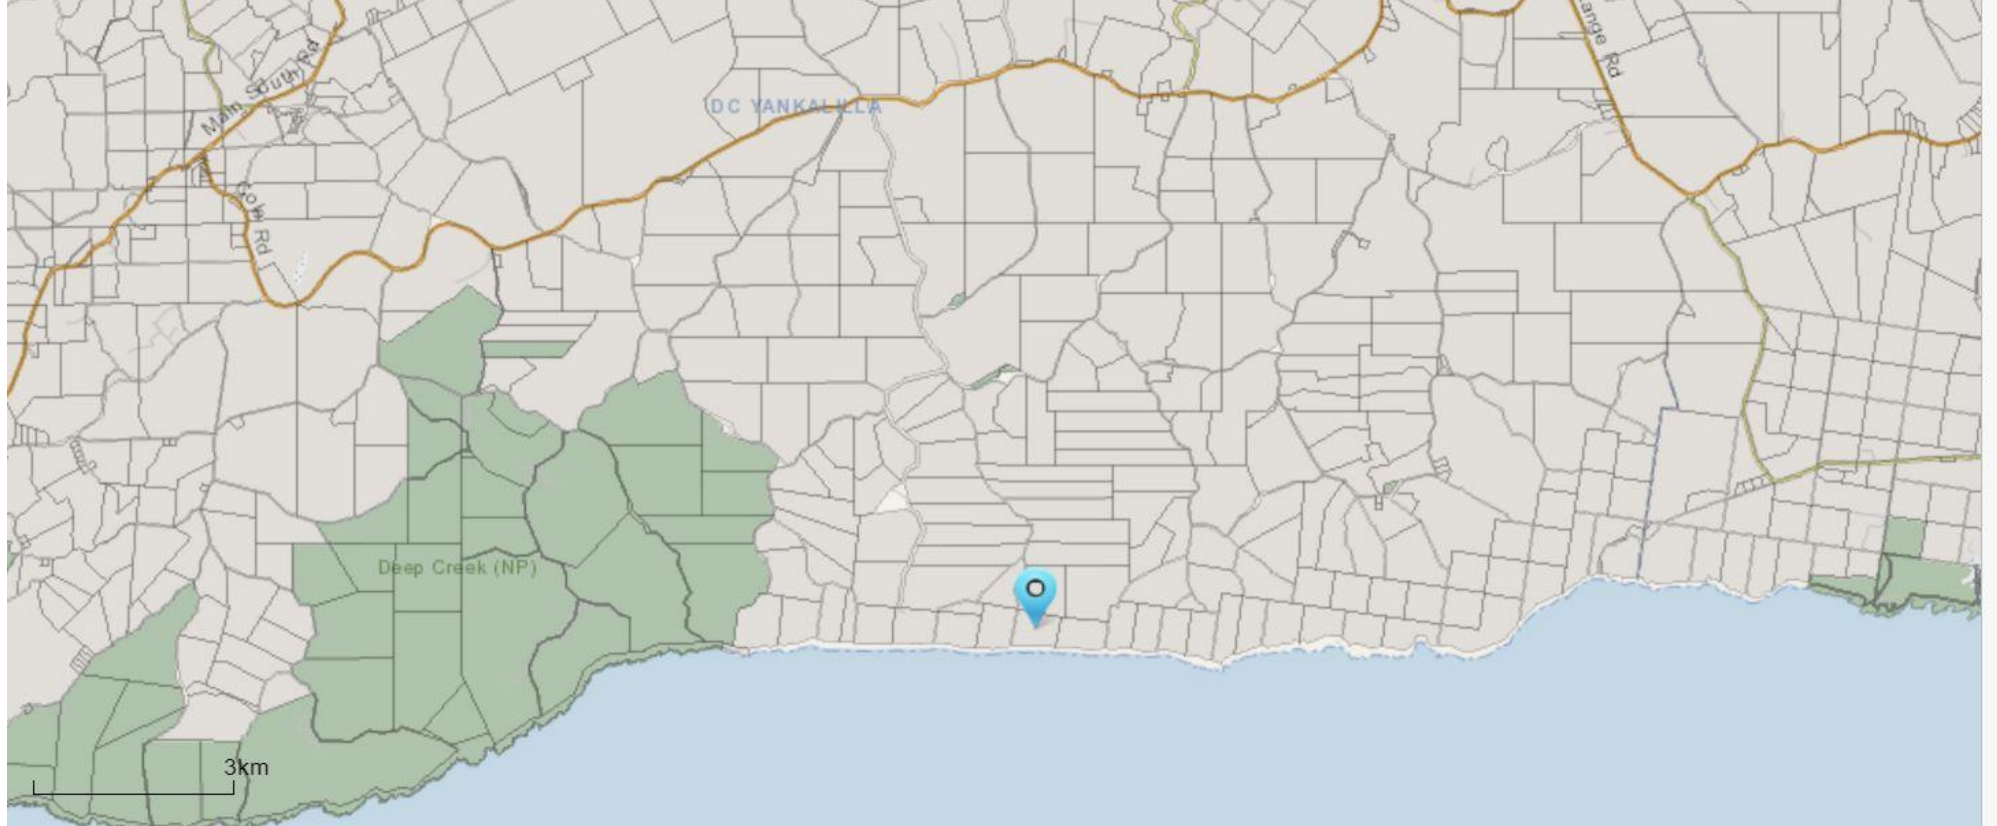 Main South Rd
ange Rd
DC YANKALILLA
Cole Rd
Deep Creek (NP)
3km